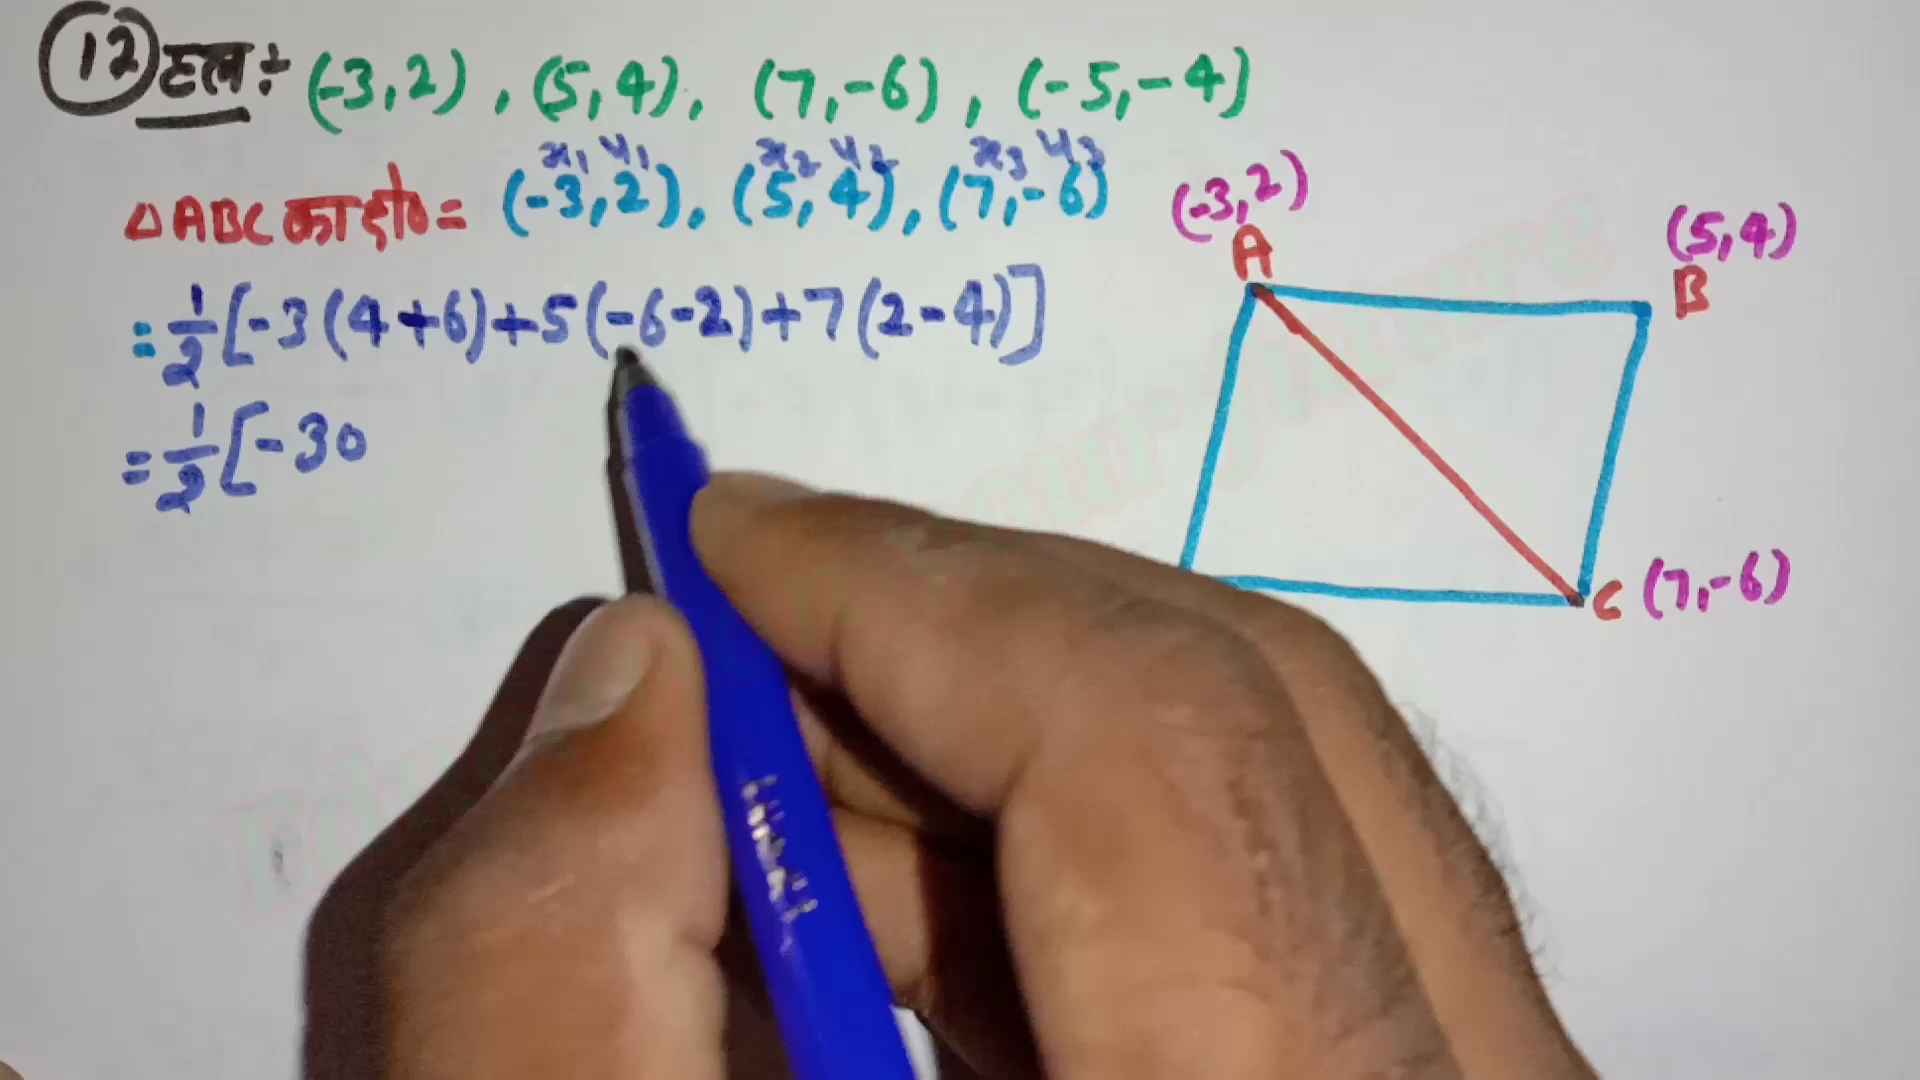 12 हल ÷ (-3,2) , (5,4), (7,-6) , (-5,-4)
x₁ y₁ x₂ y₂ x₃ y₃
△ABC का क्षे० = (-3,2), (5,4), (7,-6)
= 1/2 [-3(4+6)+5(-6-2)+7(2-4)]
= 1/2 [-30
(-3,2)
A
(5,4)
B
C (7,-6)